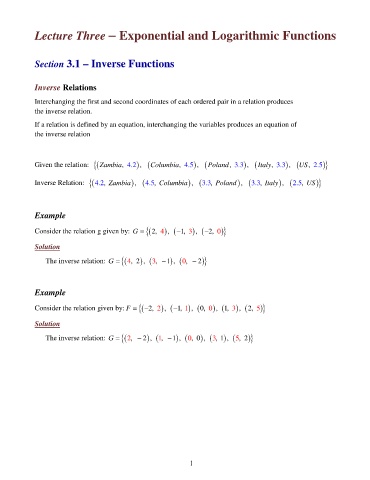 Lecture Three – Exponential and Logarithmic Functions
Section 3.1 – Inverse Functions
Inverse Relations
Interchanging the first and second coordinates of each ordered pair in a relation produces
the inverse relation.
If a relation is defined by an equation, interchanging the variables produces an equation of
the inverse relation
Given the relation: {(Zambia, 4.2), (Columbia, 4.5), (Poland, 3.3), (Italy, 3.3), (US, 2.5)}
Inverse Relation: {(4.2, Zambia), (4.5, Columbia), (3.3, Poland), (3.3, Italy), (2.5, US)}
Example
Consider the relation g given by: G = {(2, 4), (−1, 3), (−2, 0)}
Solution
The inverse relation: G = {(4, 2), (3, −1), (0, −2)}
Example
Consider the relation given by: F = {(−2, 2), (−1, 1), (0, 0), (1, 3), (2, 5)}
Solution
The inverse relation: G = {(2, −2), (1, −1), (0, 0), (3, 1), (5, 2)}
1